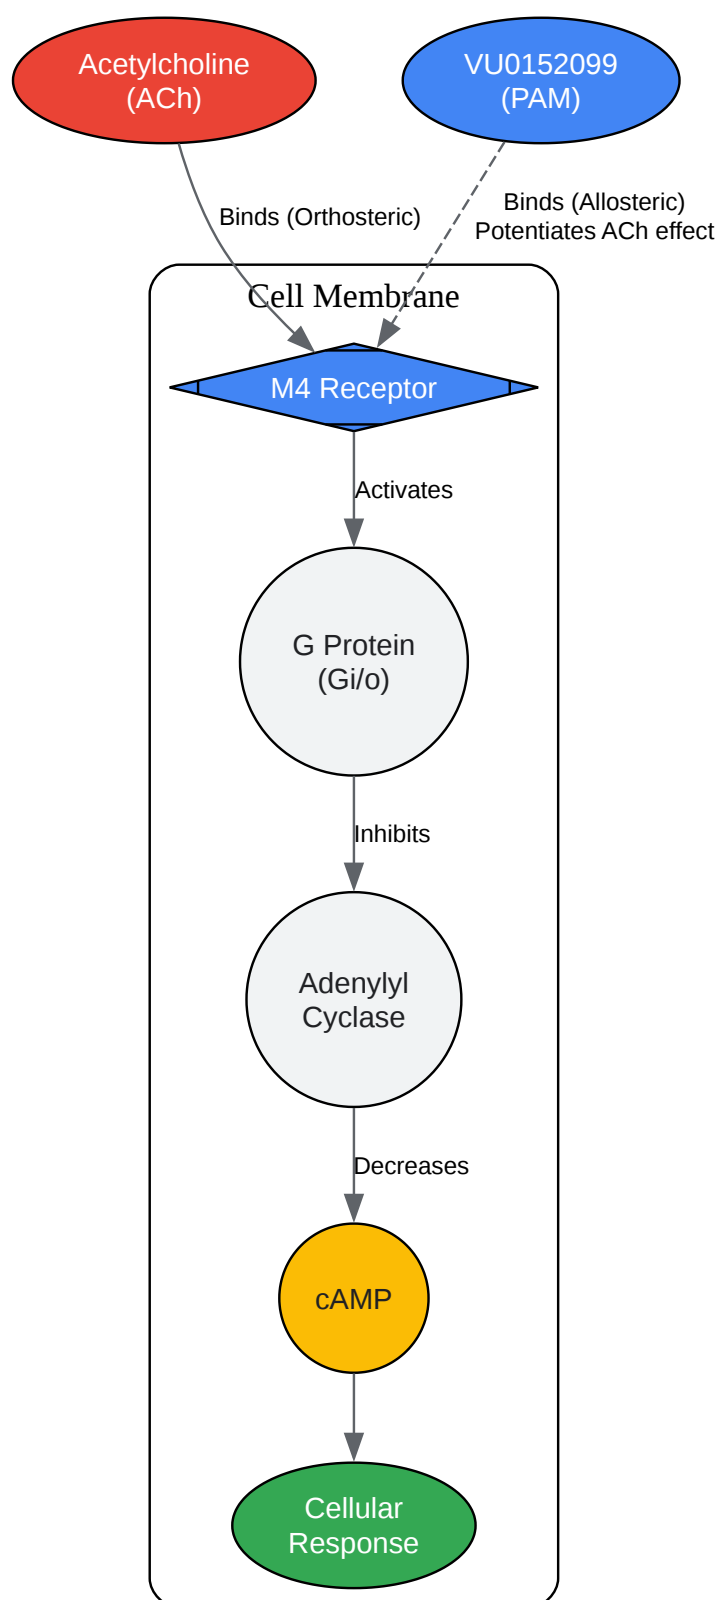 Acetylcholine
(ACh)
VU0152099
(PAM)
Binds (Orthosteric)
Binds (Allosteric)
Potentiates ACh effect
Cell Membrane
M4 Receptor
Activates
G Protein
(Gi/o)
Inhibits
Adenylyl
Cyclase
Decreases
cAMP
Cellular
Response